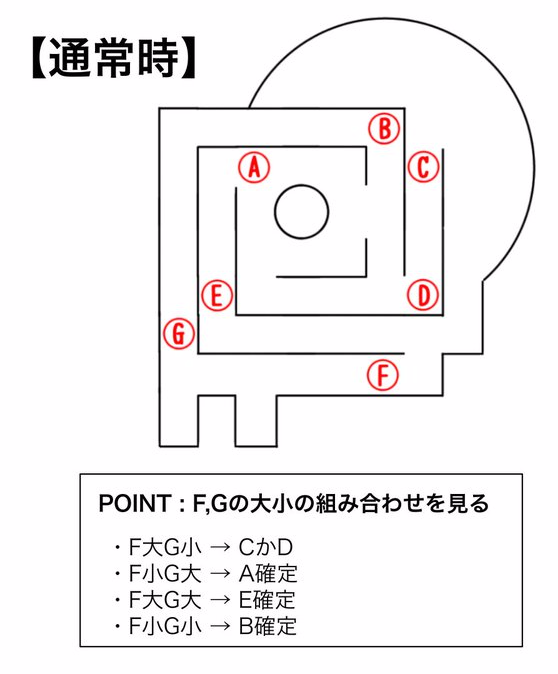 【通常時】
B
A
C
E
D
G
F
POINT : F,Gの大小の組み合わせを見る
・F大G小 → CかD
・F小G大 → A確定
・F大G大 → E確定
・F小G小 → B確定